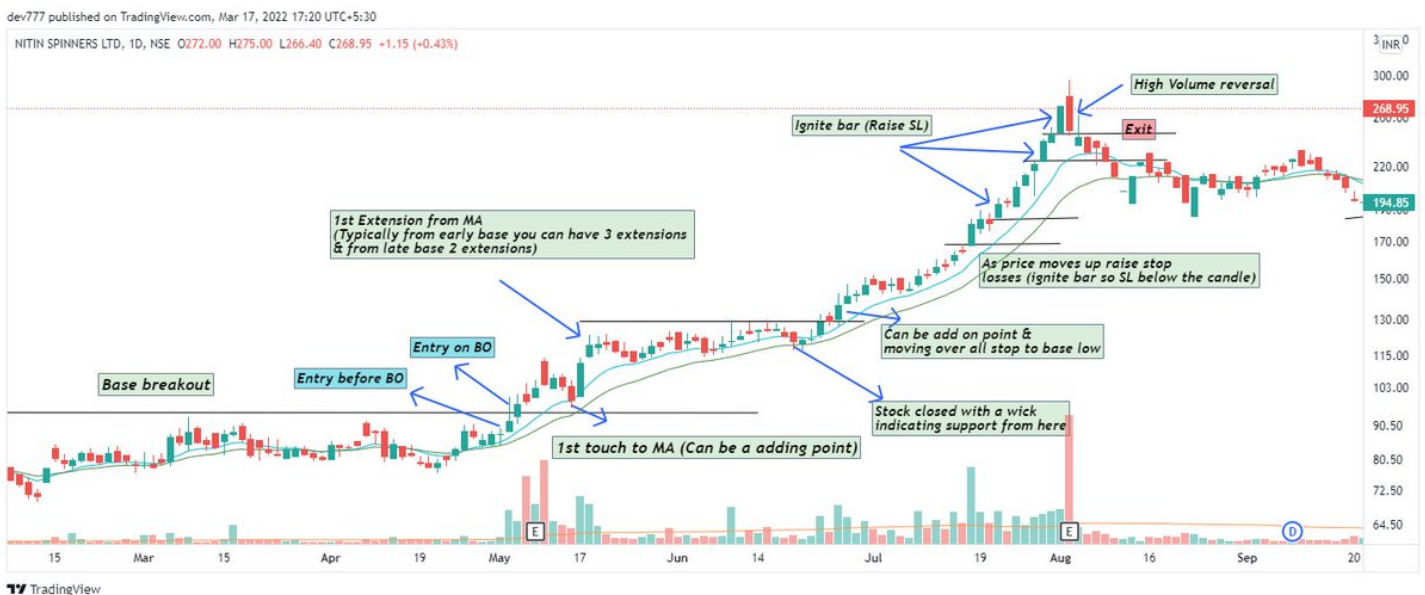 dev777 published on TradingView.com, Mar 17, 2022 17:20 UTC+5:30
NITIN SPINNERS LTD, 1D, NSE O272.00 H275.00 L266.40 C268.95 +1.15 (+0.43%)
INR
300.00
High Volume reversal
268.95
260.00
Ignite bar (Raise SL)
Exit
220.00
1st Extension from MA
(Typically from early base you can have 3 extensions
& from late base 2 extensions)
194.85
170.00
As price moves up raise stop
losses (ignite bar so SL below the candle)
150.00
130.00
Can be add on point &
moving over all stop to base low
Entry on BO
115.00
Entry before BO
Base breakout
103.00
Stock closed with a wick
indicating support from here
90.50
1st touch to MA (Can be a adding point)
80.50
72.50
64.50
E
E
D
15 Mar 15 Apr 19 May 17 Jun 14 Jul 19 Aug 16 Sep 20
TradingView